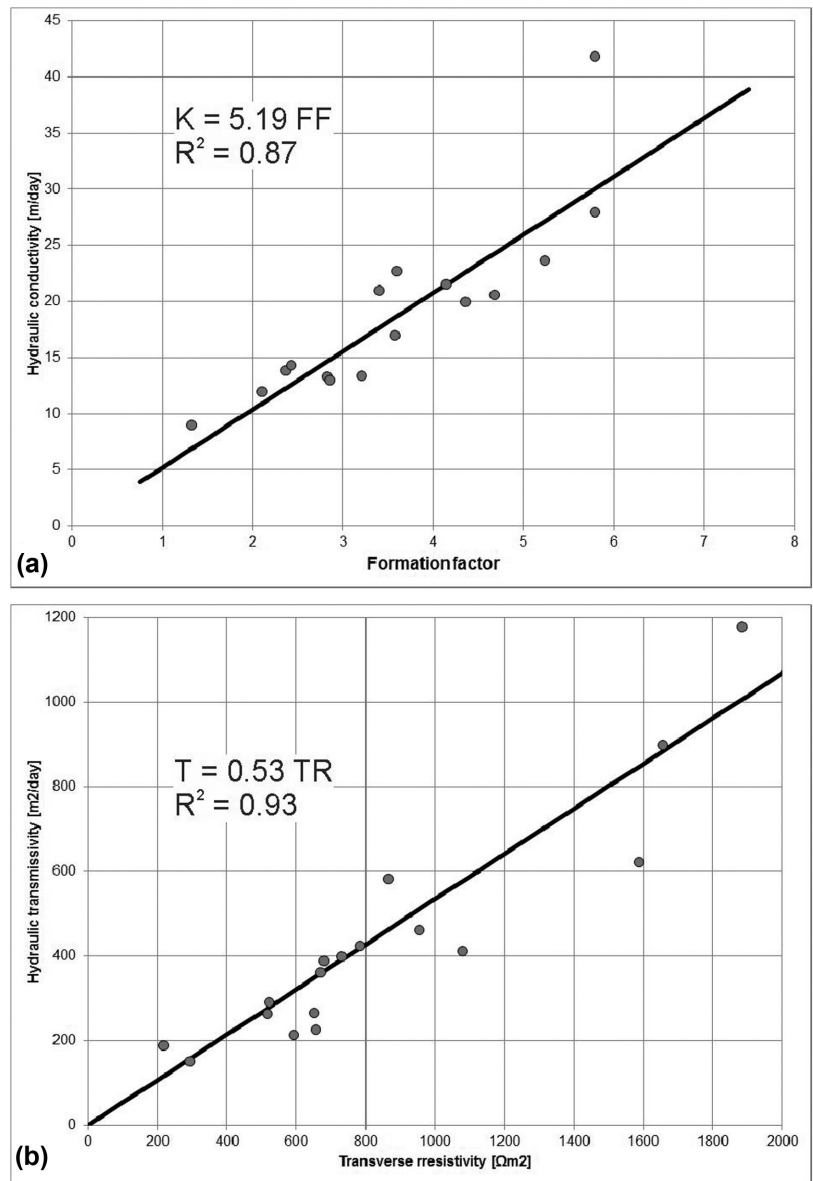 45
40
35
30
25
20
15
10
5
0
Hydraulic conductivity [m/day]
K = 5.19 FF
R² = 0.87
0 1 2 3 4 5 6 7 8
Formation factor
(a)
1200
1000
800
600
400
200
0
Hydraulic transmissivity [m2/day]
T = 0.53 TR
R² = 0.93
0 200 400 600 800 1000 1200 1400 1600 1800 2000
Transverse rresistivity [Ωm2]
(b)